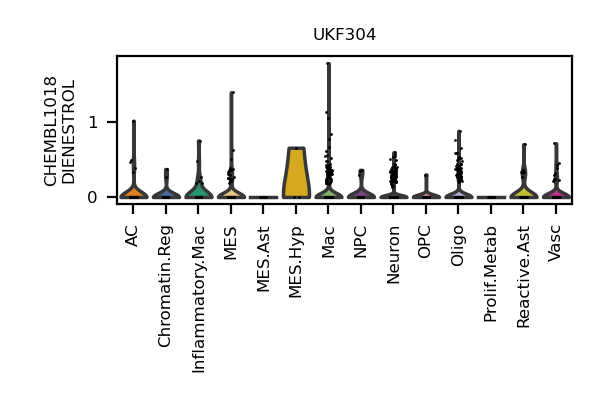 UKF304
CHEMBL1018
DIENESTROL
1
0
AC
Chromatin.Reg
Inflammatory.Mac
MES
MES.Ast
MES.Hyp
Mac
NPC
Neuron
OPC
Oligo
Prolif.Metab
Reactive.Ast
Vasc